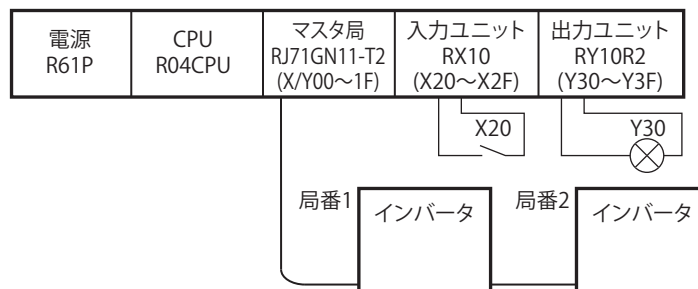 電源
R61P
CPU
R04CPU
マスタ局
RJ71GN11-T2
(X/Y00～1F)
入力ユニット
RX10
(X20～X2F)
出力ユニット
RY10R2
(Y30～Y3F)
X20
Y30
局番1
インバータ
局番2
インバータ